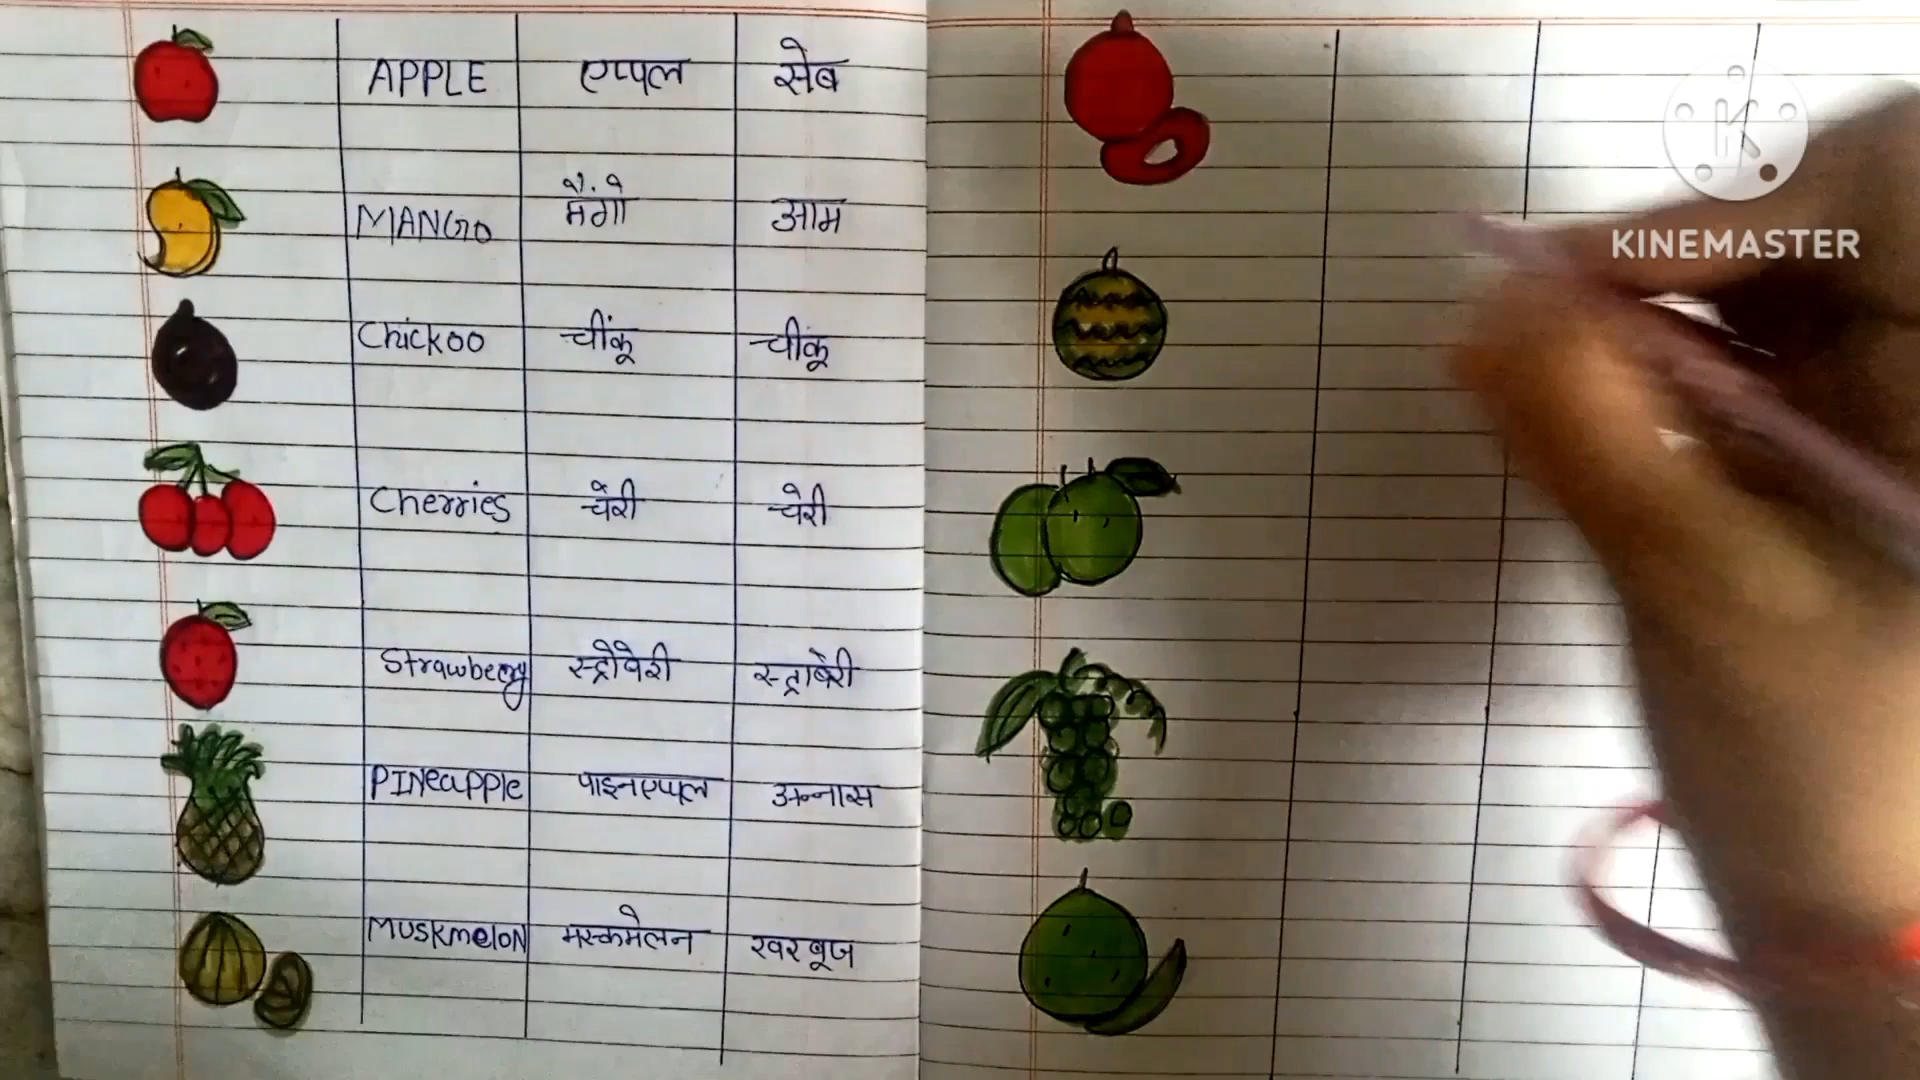 APPLE एप्पल सेब
MANGO मैंगो आम
Chickoo चींकू चीकू
Cherries चेरी चेरी
Strawberry स्ट्रोबेरी स्ट्राबेरी
PINeapple पाइनएप्पल अन्नास
MUSKmelON मस्कमेलन खरबूज
K
KINEMASTER